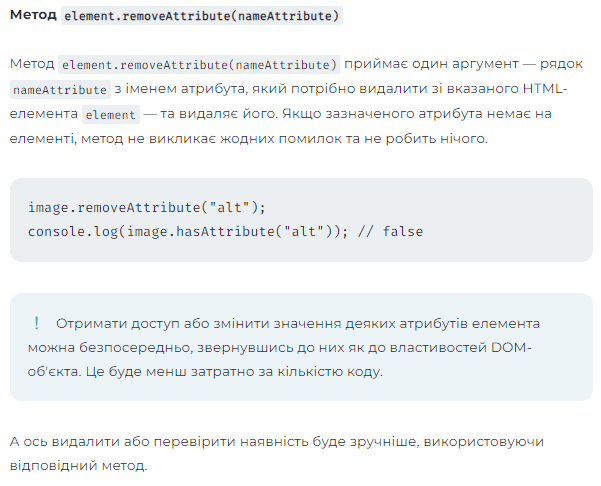 Метод element.removeAttribute(nameAttribute)
Метод element.removeAttribute(nameAttribute) приймає один аргумент — рядок
nameAttribute з іменем атрибута, який потрібно видалити зі вказаного HTML-
елемента element — та видаляє його. Якщо зазначеного атрибута немає на
елементі, метод не викликає жодних помилок та не робить нічого.
image.removeAttribute("alt");
console.log(image.hasAttribute("alt")); // false
! Отримати доступ або змінити значення деяких атрибутів елемента
можна безпосередньо, звернувшись до них як до властивостей DOM-
об'єкта. Це буде менш затратно за кількістю коду.
А ось видалити або перевірити наявність буде зручніше, використовуючи
відповідний метод.